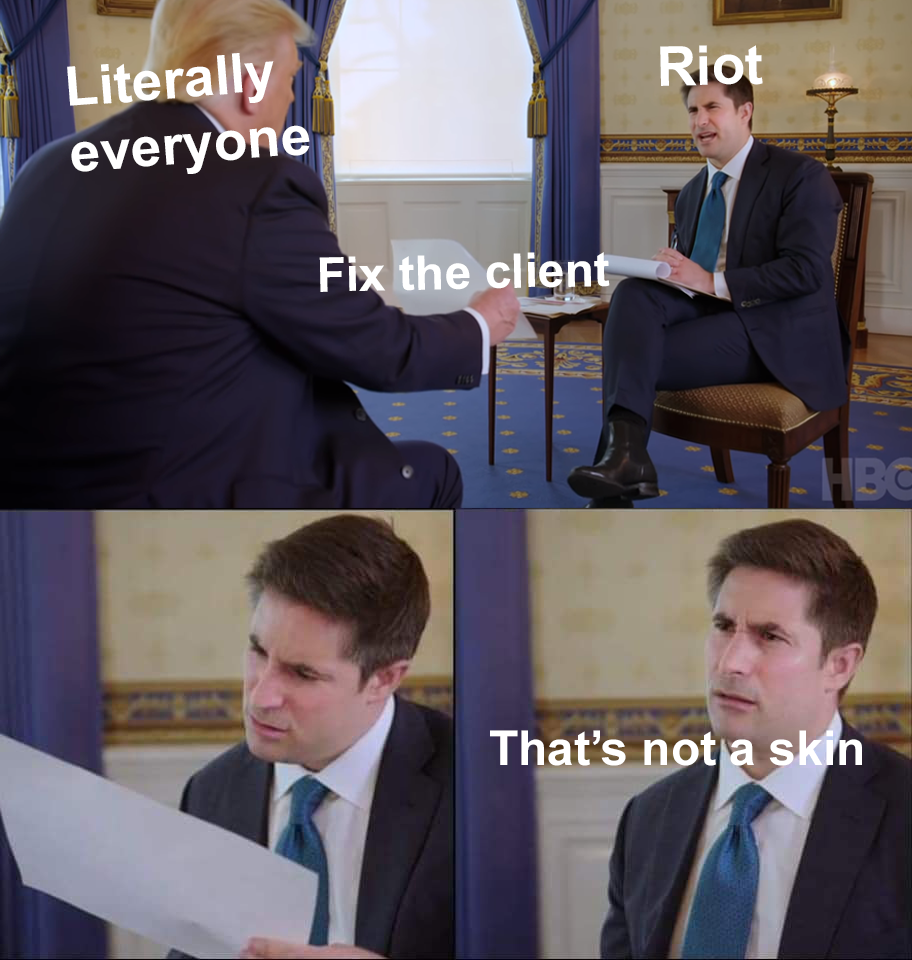 Literally
everyone
Riot
Fix the client
HBO
That’s not a skin